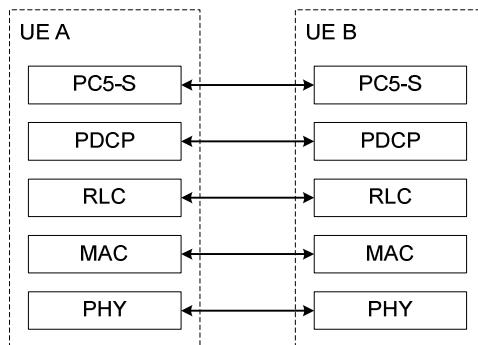 UE A
UE B
PC5-S
PC5-S
PDCP
PDCP
RLC
RLC
MAC
MAC
PHY
PHY